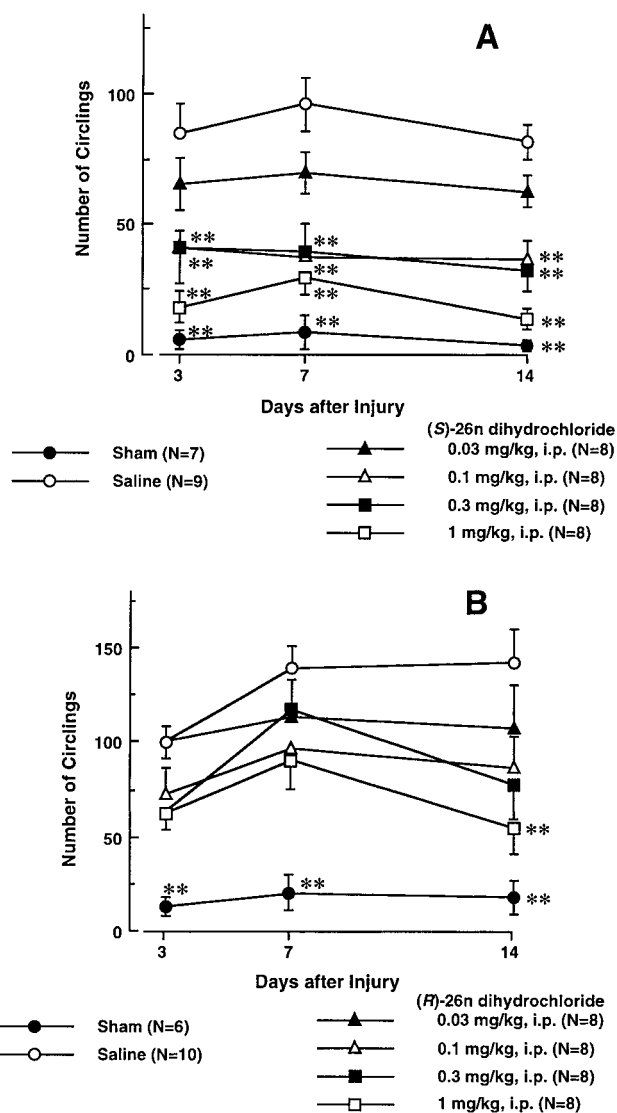 A
Number of Circlings
100
50
0
**
**
**
**
**
**
**
**
**
**
**
**
3
7
14
Days after Injury
(S)-26n dihydrochloride
Sham (N=7)
0.03 mg/kg, i.p. (N=8)
Saline (N=9)
0.1 mg/kg, i.p. (N=8)
0.3 mg/kg, i.p. (N=8)
1 mg/kg, i.p. (N=8)
B
Number of Circlings
150
100
50
0
**
**
**
**
3
7
14
Days after Injury
(R)-26n dihydrochloride
Sham (N=6)
0.03 mg/kg, i.p. (N=8)
Saline (N=10)
0.1 mg/kg, i.p. (N=8)
0.3 mg/kg, i.p. (N=8)
1 mg/kg, i.p. (N=8)